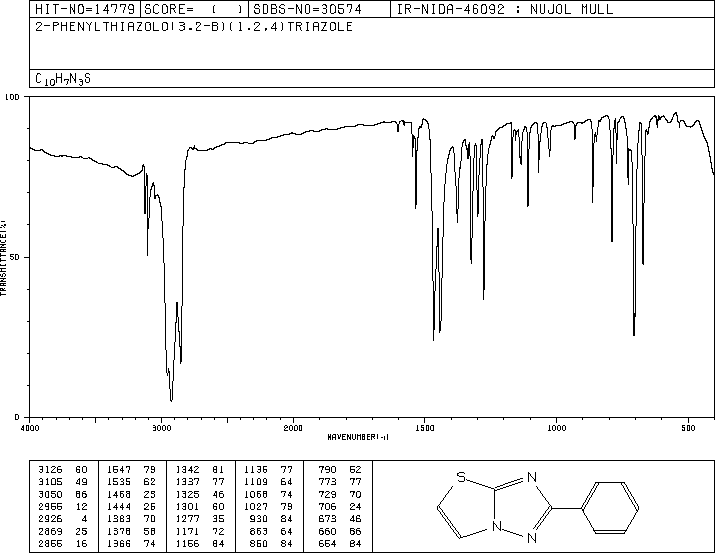 HIT-NO=14779 SCORE= ( ) SDBS-NO=30574 IR-NIDA-46092 : NUJOL MULL
2-PHENYLTHIAZOLO(3.2-B)(1.2.4)TRIAZOLE
C10H7N3S
100
50
0
TRANSMITTANCE(%)
4000 3000 2000 1500 1000 500
WAVENUMBER(-1)
3126 60 1547 79 1342 81 1136 77 790 52
3105 49 1535 62 1337 77 1109 64 773 77
3050 66 1468 23 1325 46 1068 74 729 70
2955 12 1444 26 1301 60 1027 79 706 24
2926 4 1383 70 1277 35 930 84 673 46
2869 25 1378 58 1171 72 863 64 660 86
2855 16 1366 74 1156 84 850 84 654 84
S N
N N